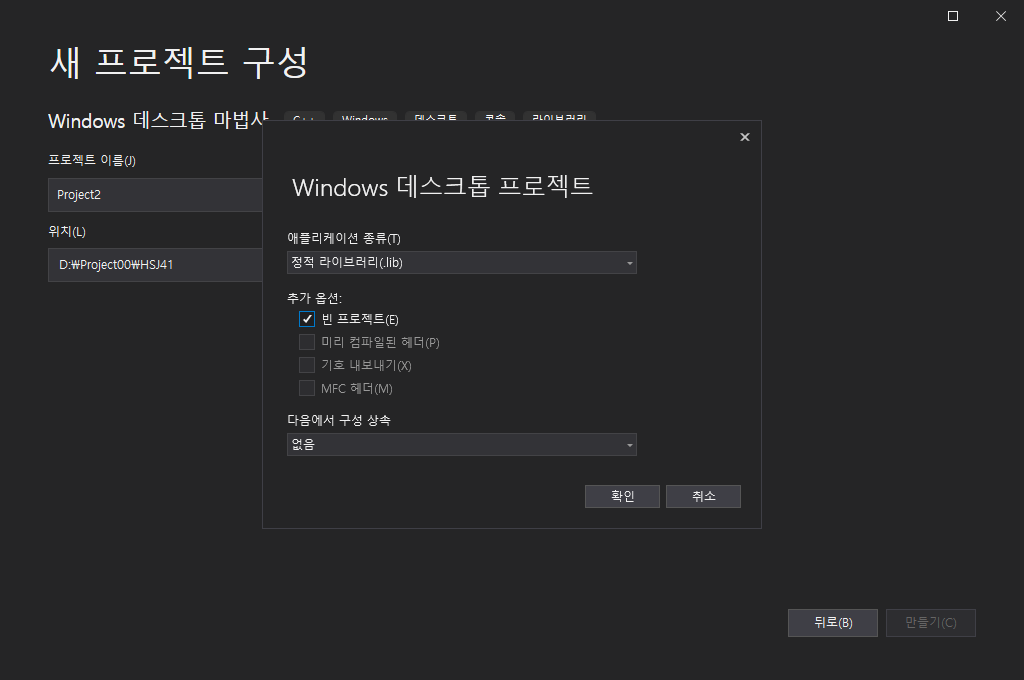 새 프로젝트 구성
Windows 데스크톱 마법사 C++ Windows 데스크톱 콘솔 라이브러리
프로젝트 이름(J)
Project2
위치(L)
D:₩Project00₩HSJ41
Windows 데스크톱 프로젝트
애플리케이션 종류(T)
정적 라이브러리(.lib)
추가 옵션:
빈 프로젝트(E)
미리 컴파일된 헤더(P)
기호 내보내기(X)
MFC 헤더(M)
다음에서 구성 상속
없음
확인 취소
뒤로(B) 만들기(C)